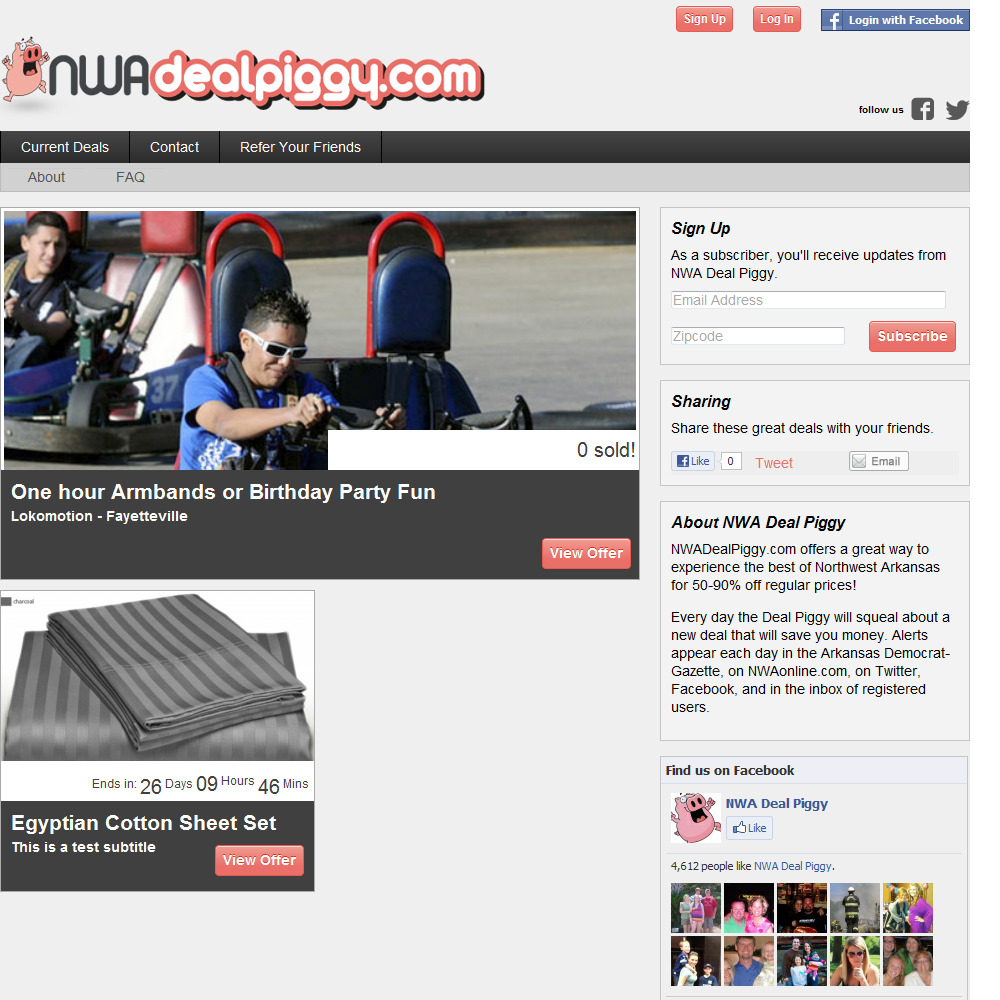 Sign Up
Log In
Login with Facebook
NWAdealpiggy.com
follow us
Current Deals
Contact
Refer Your Friends
About
FAQ
37
0 sold!
One hour Armbands or Birthday Party Fun
Lokomotion - Fayetteville
View Offer
charcoal
Ends in: 26 Days 09 Hours 46 Mins
Egyptian Cotton Sheet Set
This is a test subtitle
View Offer
Sign Up
As a subscriber, you'll receive updates from
NWA Deal Piggy.
Email Address
Zipcode
Subscribe
Sharing
Share these great deals with your friends.
Like
0
Tweet
Email
About NWA Deal Piggy
NWADealPiggy.com offers a great way to
experience the best of Northwest Arkansas
for 50-90% off regular prices!
Every day the Deal Piggy will squeal about a
new deal that will save you money. Alerts
appear each day in the Arkansas Democrat-
Gazette, on NWAonline.com, on Twitter,
Facebook, and in the inbox of registered
users.
Find us on Facebook
NWA Deal Piggy
Like
4,612 people like NWA Deal Piggy.